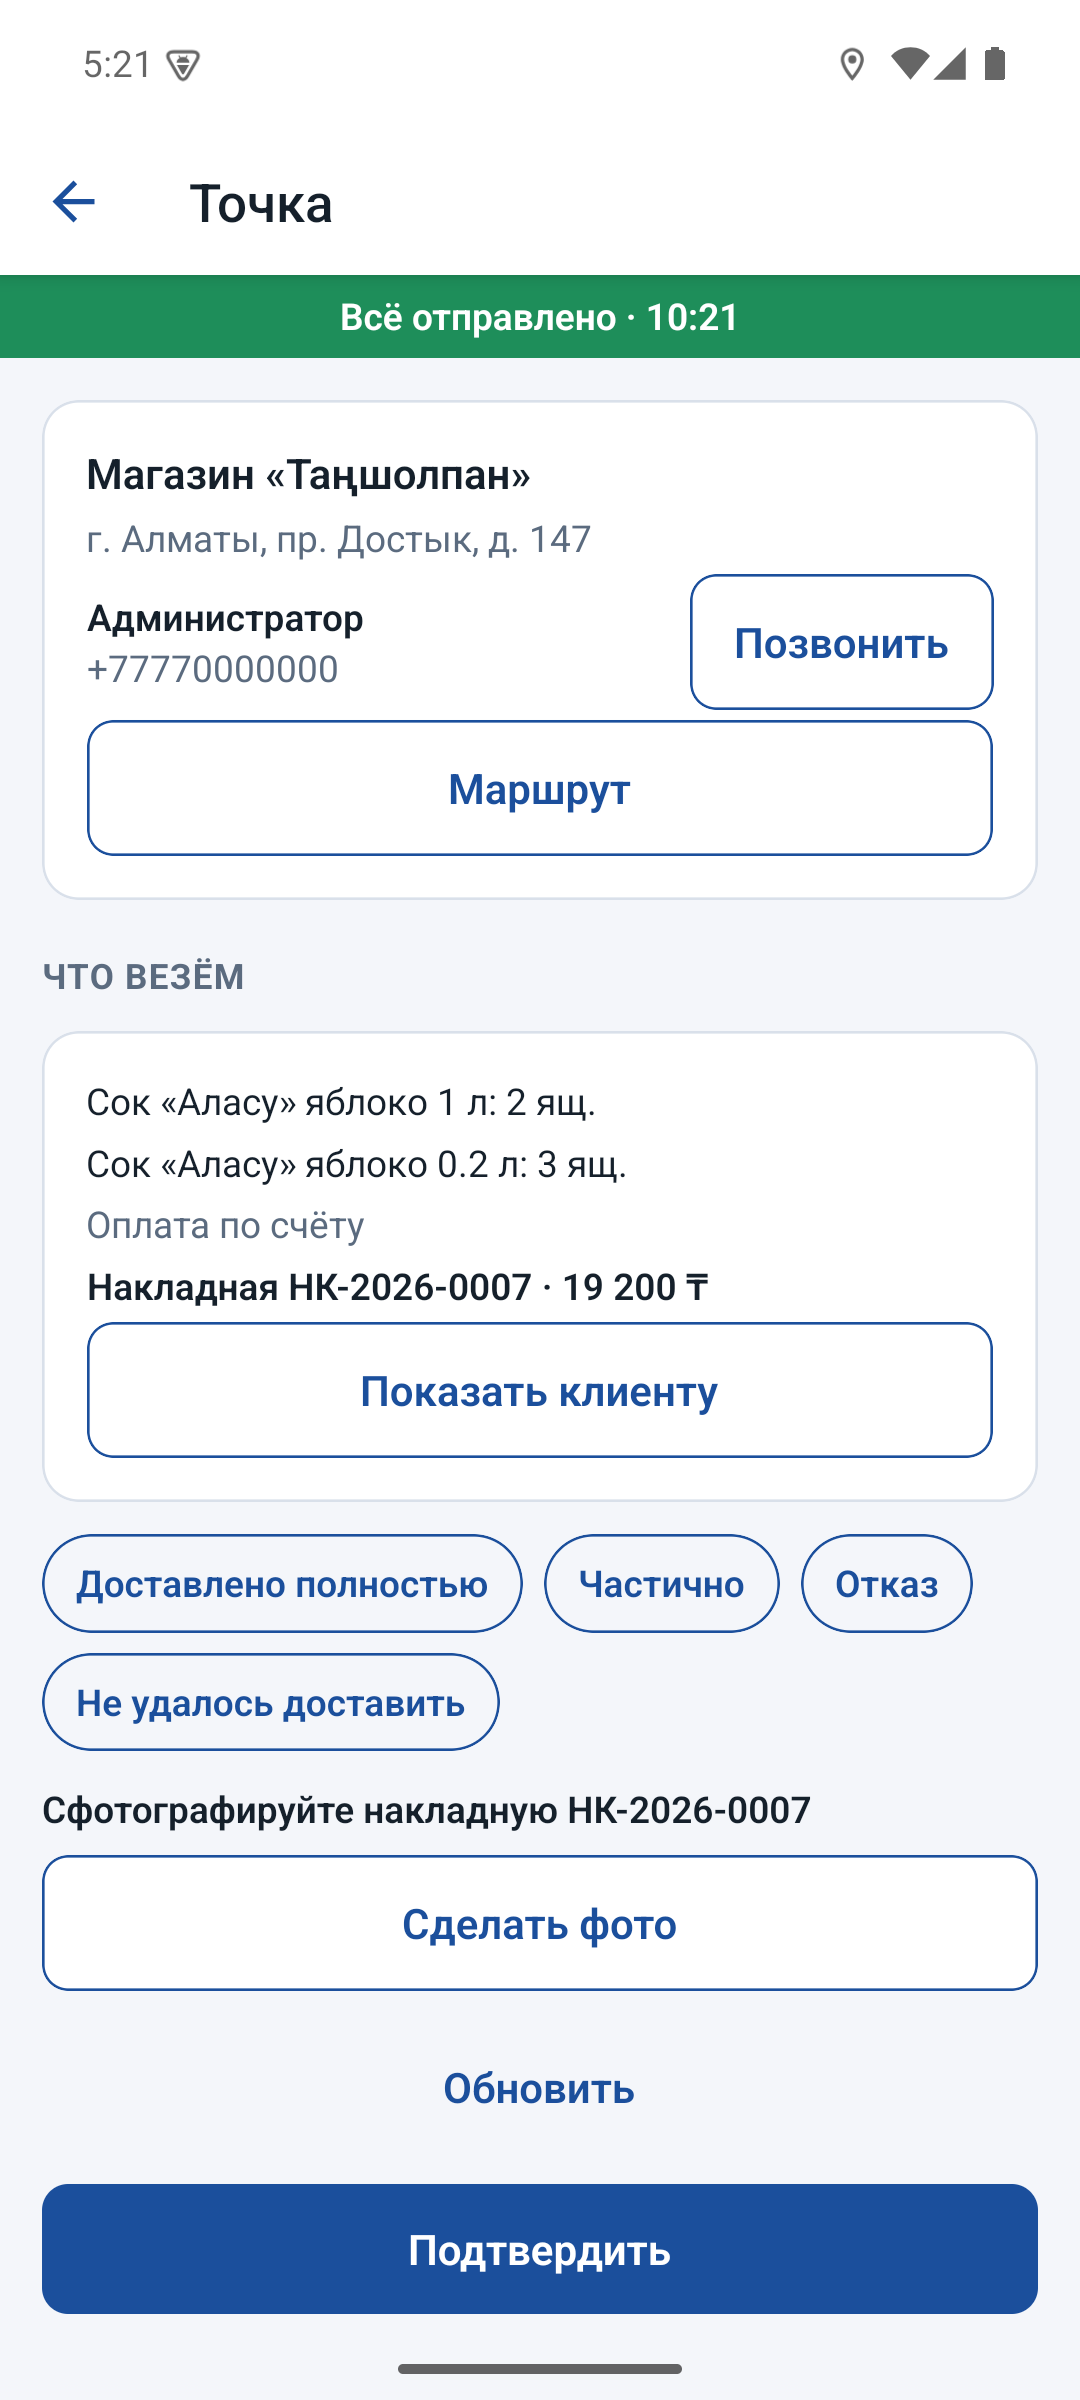 5:21
Точка
Всё отправлено · 10:21
Магазин «Таңшолпан»
г. Алматы, пр. Достык, д. 147
Администратор
+77770000000
Позвонить
Маршрут
ЧТО ВЕЗЁМ
Сок «Аласу» яблоко 1 л: 2 ящ.
Сок «Аласу» яблоко 0.2 л: 3 ящ.
Оплата по счёту
Накладная НК-2026-0007 · 19 200 ₸
Показать клиенту
Доставлено полностью
Частично
Отказ
Не удалось доставить
Сфотографируйте накладную НК-2026-0007
Сделать фото
Обновить
Подтвердить